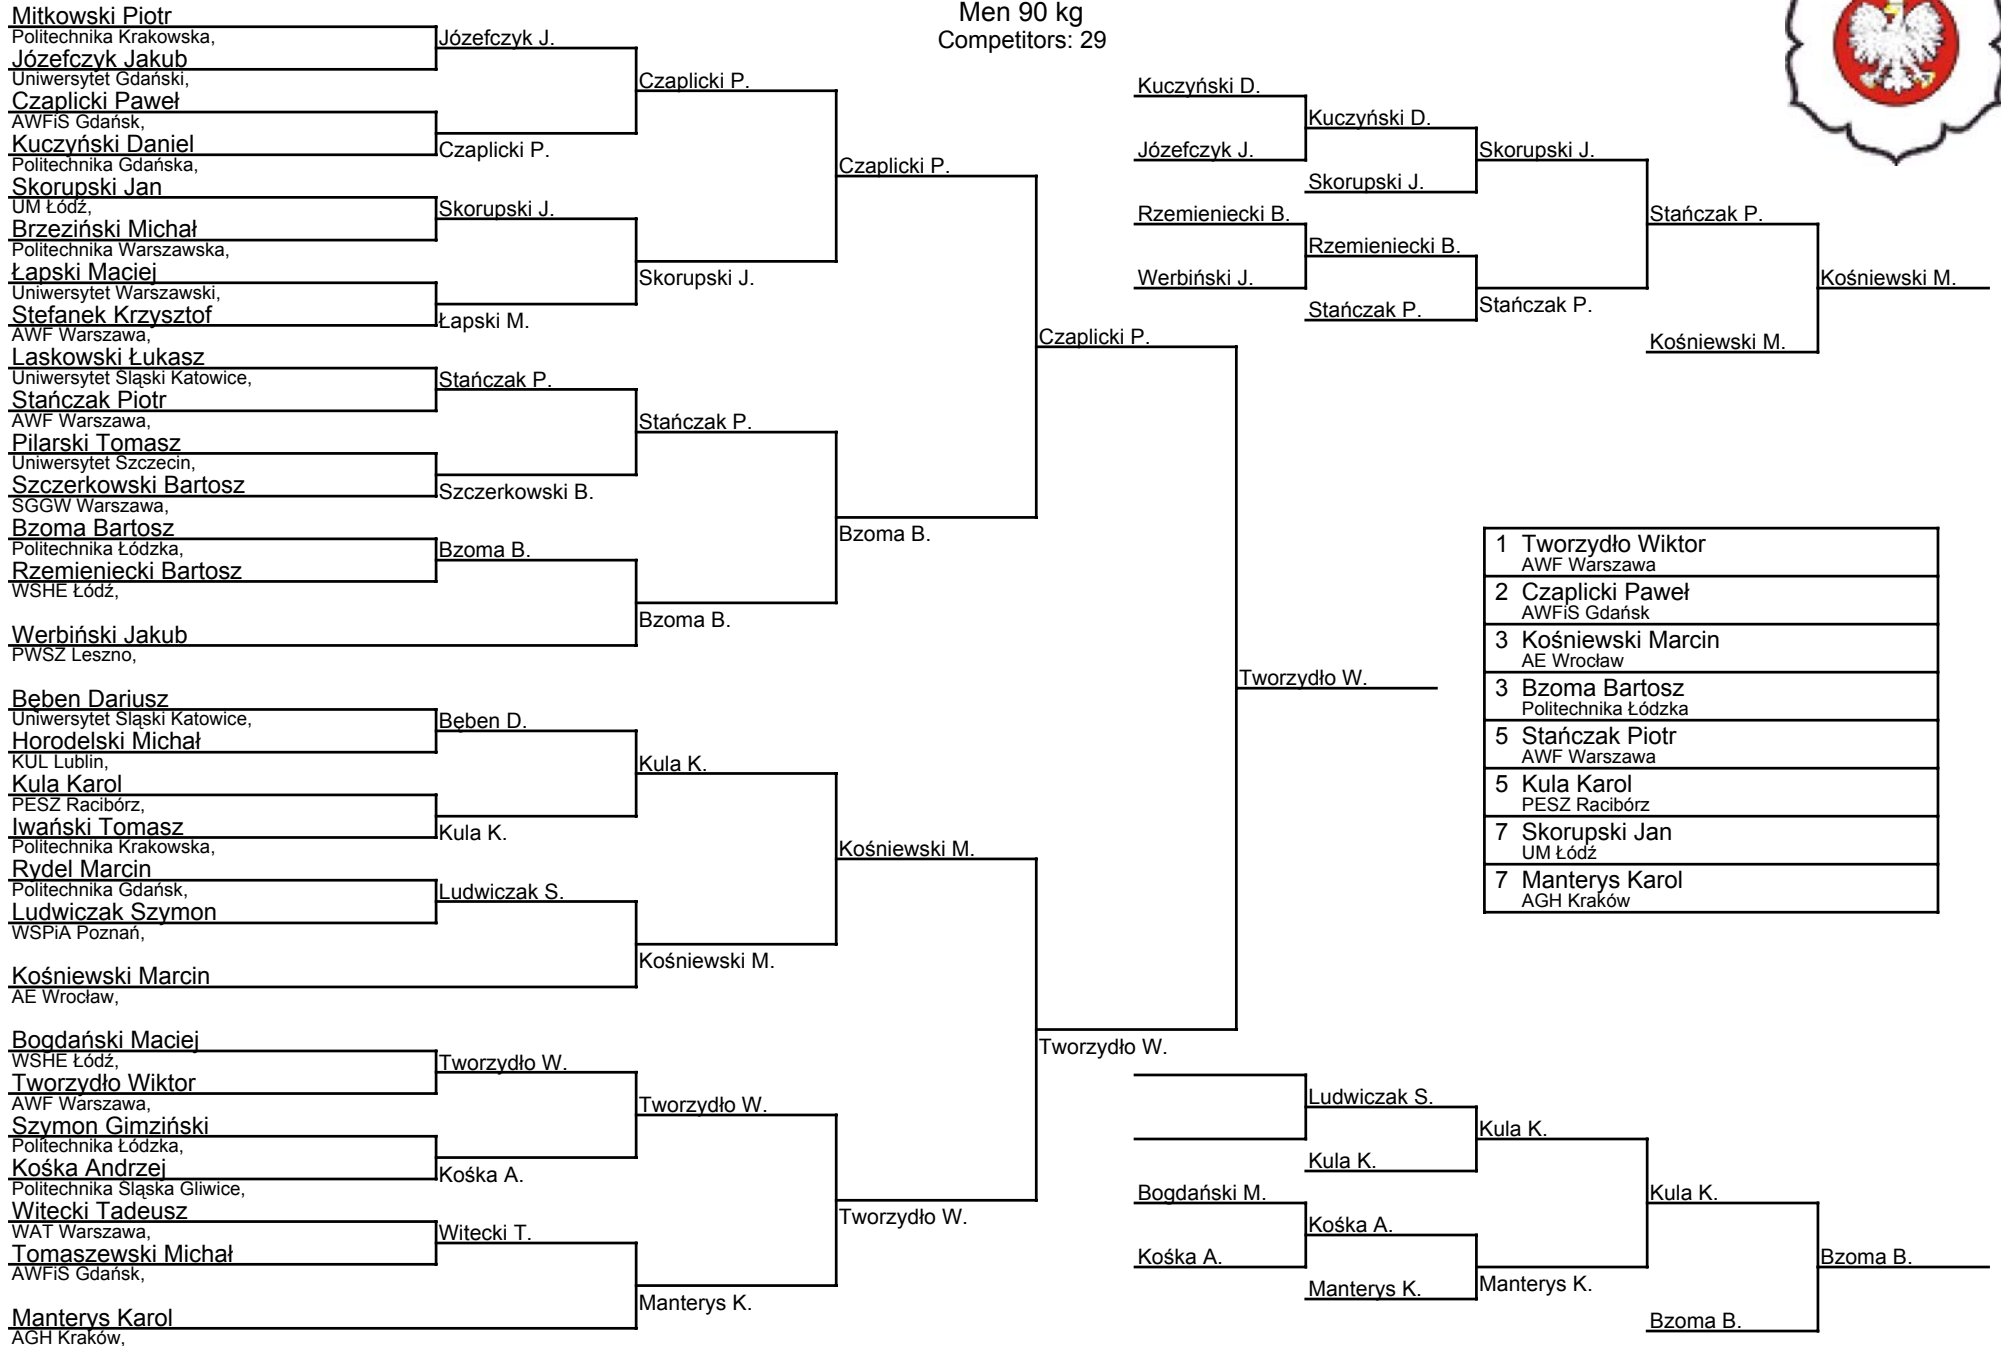 Men 90 kg
Competitors: 29
Mitkowski Piotr
Politechnika Krakowska,
Józefczyk Jakub
Uniwersytet Gdański,
Czaplicki Paweł
AWFiS Gdańsk,
Kuczyński Daniel
Politechnika Gdańska,
Skorupski Jan
UM Łódź,
Brzeziński Michał
Politechnika Warszawska,
Łapski Maciej
Uniwersytet Warszawski,
Stefanek Krzysztof
AWF Warszawa,
Laskowski Łukasz
Uniwersytet Śląski Katowice,
Stańczak Piotr
AWF Warszawa,
Pilarski Tomasz
Uniwersytet Szczecin,
Szczerkowski Bartosz
SGGW Warszawa,
Bzoma Bartosz
Politechnika Łódzka,
Rzemieniecki Bartosz
WSHE Łódź,
Werbiński Jakub
PWSZ Leszno,
Bęben Dariusz
Uniwersytet Śląski Katowice,
Horodelski Michał
KUL Lublin,
Kula Karol
PESZ Racibórz,
Iwański Tomasz
Politechnika Krakowska,
Rydel Marcin
Politechnika Gdańsk,
Ludwiczak Szymon
WSPiA Poznań,
Kośniewski Marcin
AE Wrocław,
Bogdański Maciej
WSHE Łódź,
Tworzydło Wiktor
AWF Warszawa,
Szymon Gimziński
Politechnika Łódzka,
Kośka Andrzej
Politechnika Śląska Gliwice,
Witecki Tadeusz
WAT Warszawa,
Tomaszewski Michał
AWFiS Gdańsk,
Manterys Karol
AGH Kraków,
Józefczyk J.
Czaplicki P.
Skorupski J.
Łapski M.
Stańczak P.
Szczerkowski B.
Bzoma B.
Bęben D.
Kula K.
Ludwiczak S.
Tworzydło W.
Kośka A.
Witecki T.
Czaplicki P.
Skorupski J.
Stańczak P.
Bzoma B.
Kula K.
Kośniewski M.
Tworzydło W.
Manterys K.
Czaplicki P.
Bzoma B.
Kośniewski M.
Tworzydło W.
Czaplicki P.
Tworzydło W.
Tworzydło W.
Kuczyński D.
Józefczyk J.
Rzemieniecki B.
Werbiński J.
Kuczyński D.
Skorupski J.
Rzemieniecki B.
Stańczak P.
Skorupski J.
Stańczak P.
Stańczak P.
Kośniewski M.
Kośniewski M.
1 Tworzydło Wiktor
AWF Warszawa
2 Czaplicki Paweł
AWFiS Gdańsk
3 Kośniewski Marcin
AE Wrocław
3 Bzoma Bartosz
Politechnika Łódzka
5 Stańczak Piotr
AWF Warszawa
5 Kula Karol
PESZ Racibórz
7 Skorupski Jan
UM Łódź
7 Manterys Karol
AGH Kraków
Bogdański M.
Kośka A.
Ludwiczak S.
Kula K.
Kośka A.
Manterys K.
Kula K.
Manterys K.
Kula K.
Bzoma B.
Bzoma B.